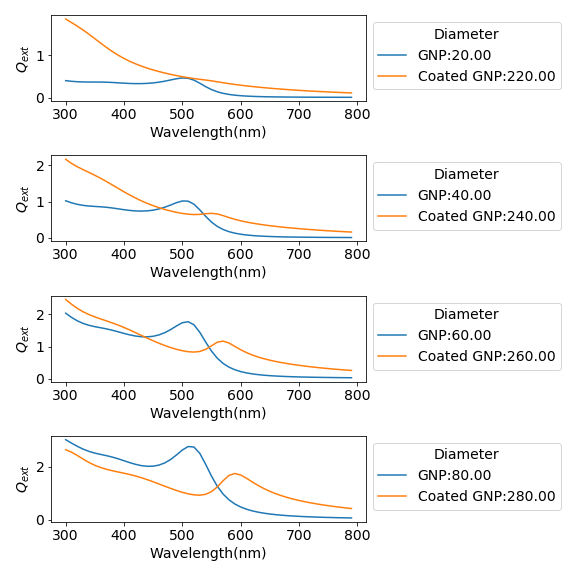 Diameter
GNP:20.00
Coated GNP:220.00
Q_ext
1
0
300 400 500 600 700 800
Wavelength(nm)
Diameter
GNP:40.00
Coated GNP:240.00
Q_ext
2
1
0
300 400 500 600 700 800
Wavelength(nm)
Diameter
GNP:60.00
Coated GNP:260.00
Q_ext
2
1
0
300 400 500 600 700 800
Wavelength(nm)
Diameter
GNP:80.00
Coated GNP:280.00
Q_ext
2
0
300 400 500 600 700 800
Wavelength(nm)